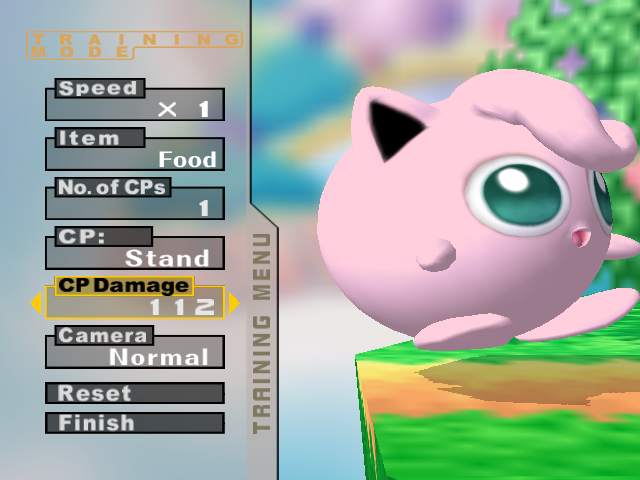 TRAINING
MODE
Speed
× 1
Item
Food
No. of CPs
1
CP:
Stand
CP Damage
112
Camera
Normal
Reset
Finish
TRAINING MENU